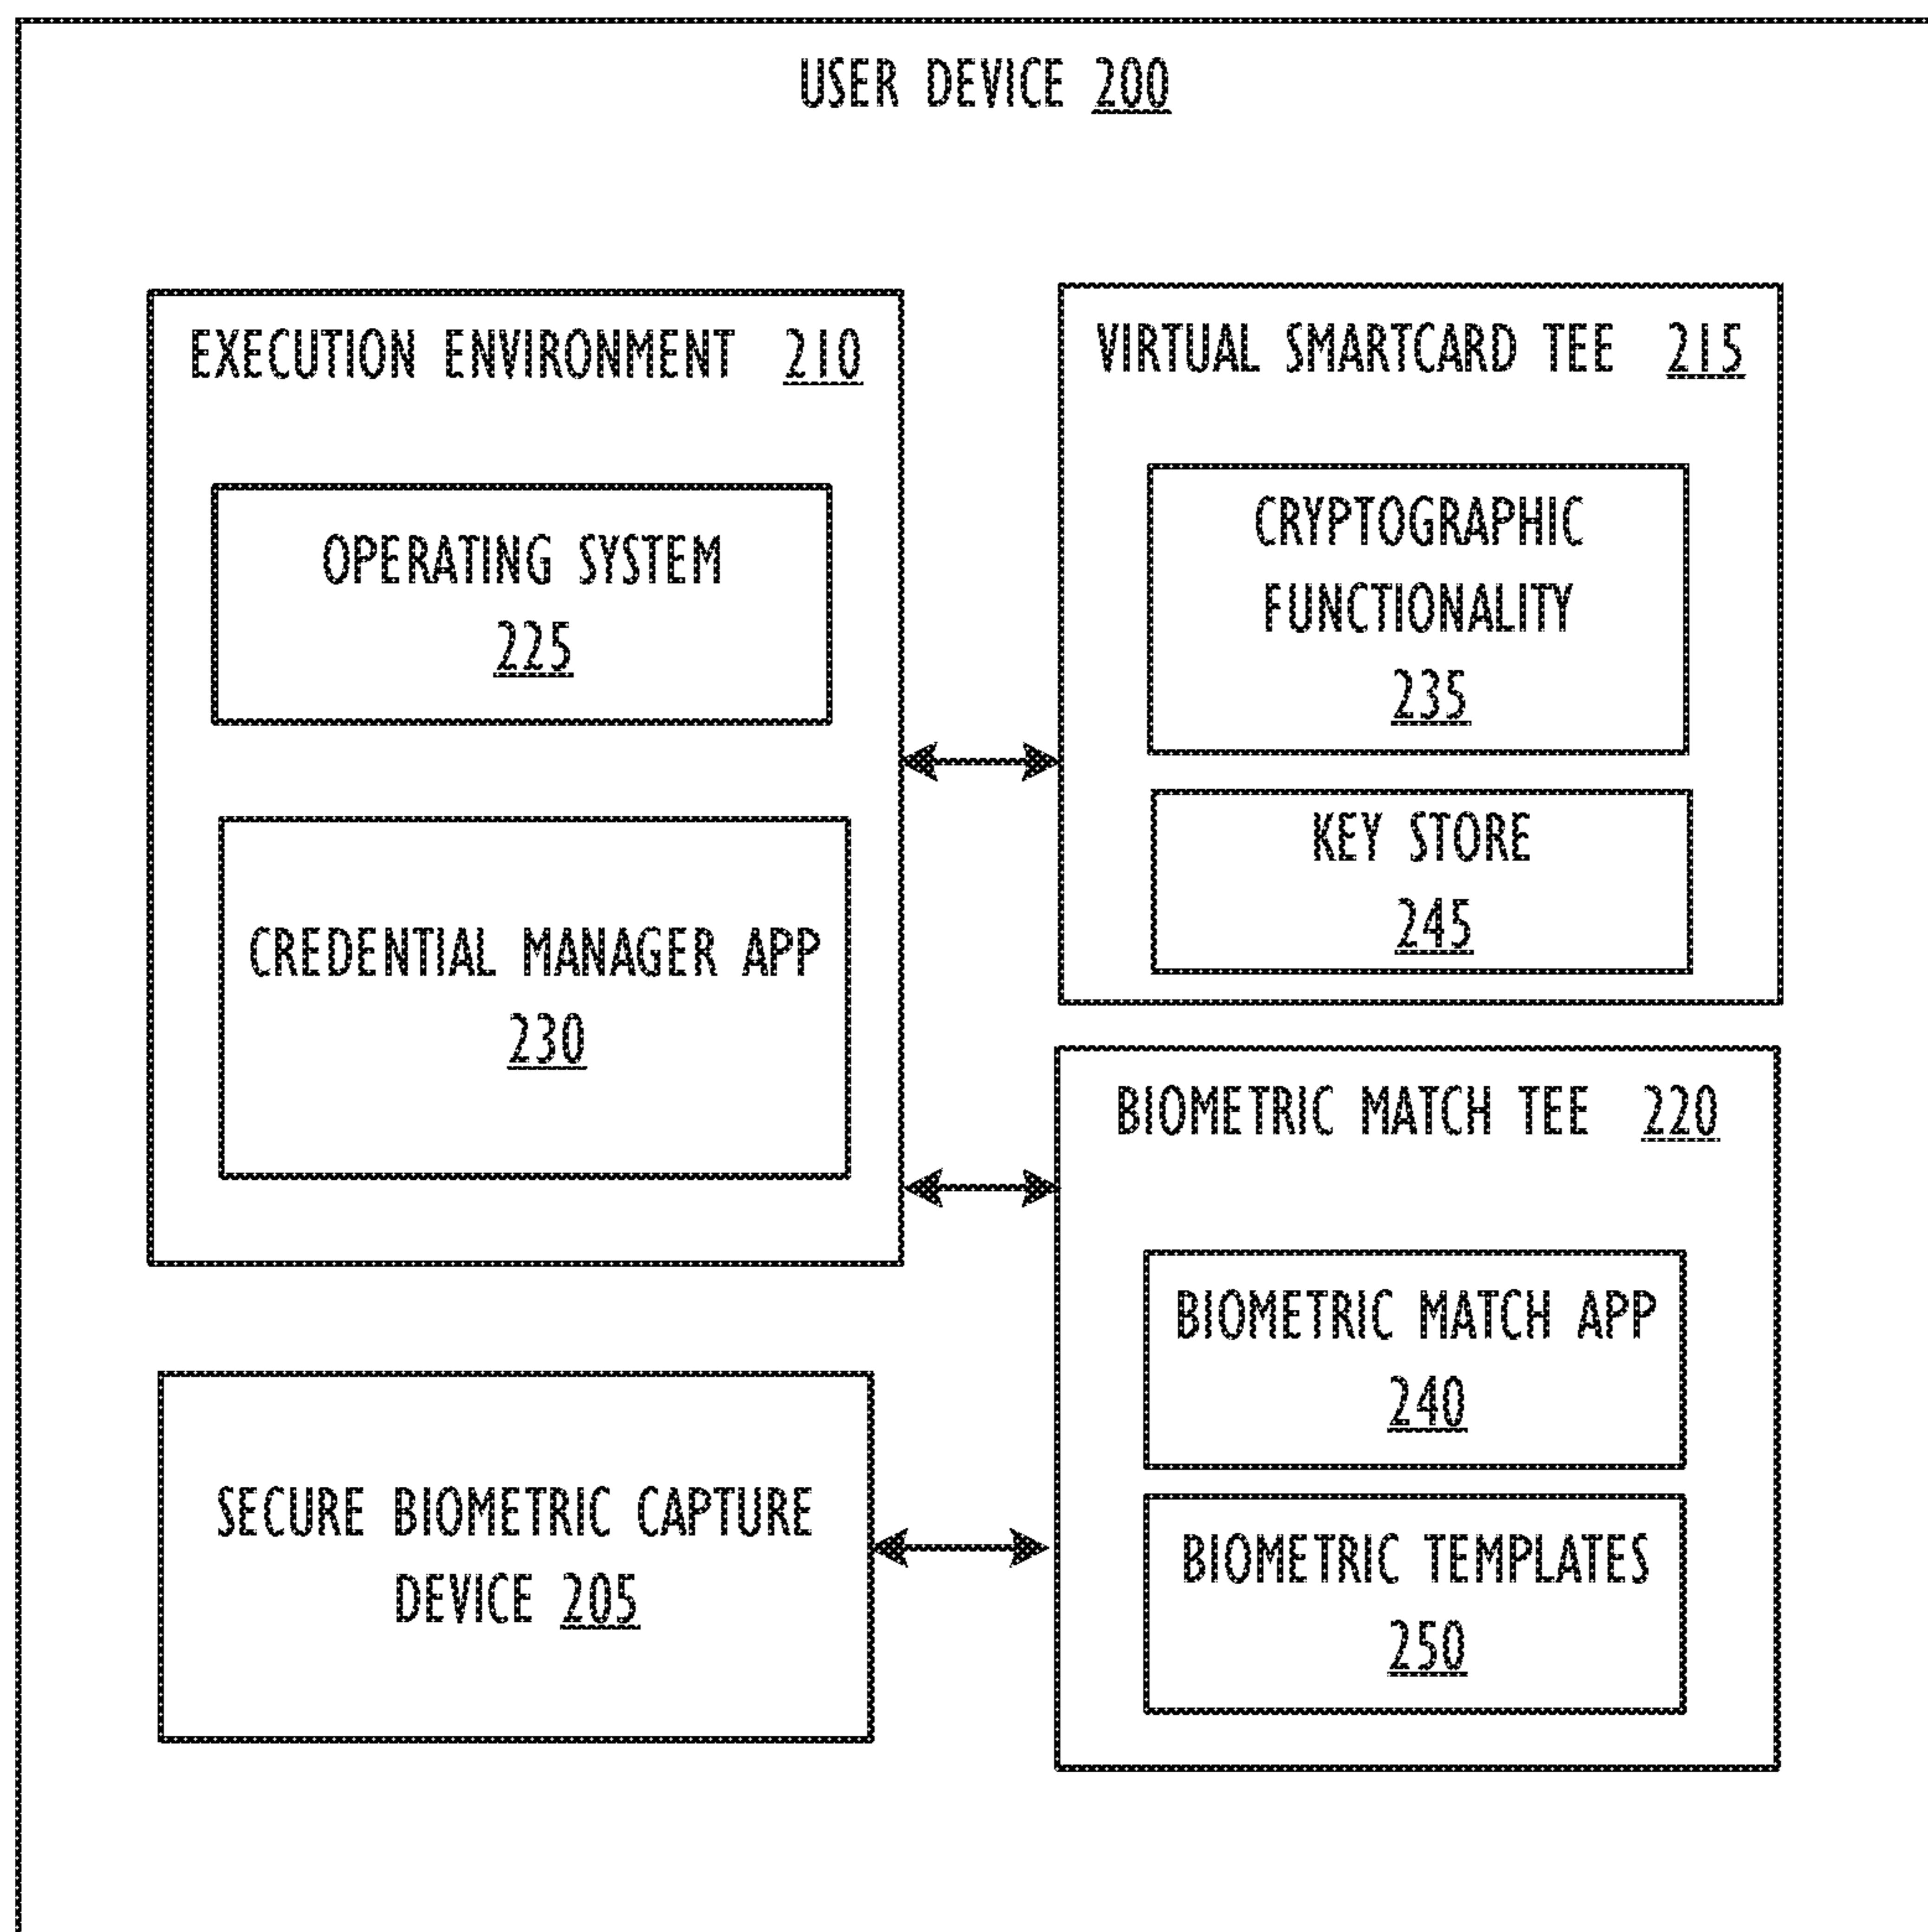 USER DEVICE 200
EXECUTION ENVIRONMENT 210
OPERATING SYSTEM
225
CREDENTIAL MANAGER APP
230
VIRTUAL SMARTCARD TEE 215
CRYPTOGRAPHIC
FUNCTIONALITY
235
KEY STORE
245
BIOMETRIC MATCH TEE 220
BIOMETRIC MATCH APP
240
BIOMETRIC TEMPLATES
250
SECURE BIOMETRIC CAPTURE
DEVICE 205